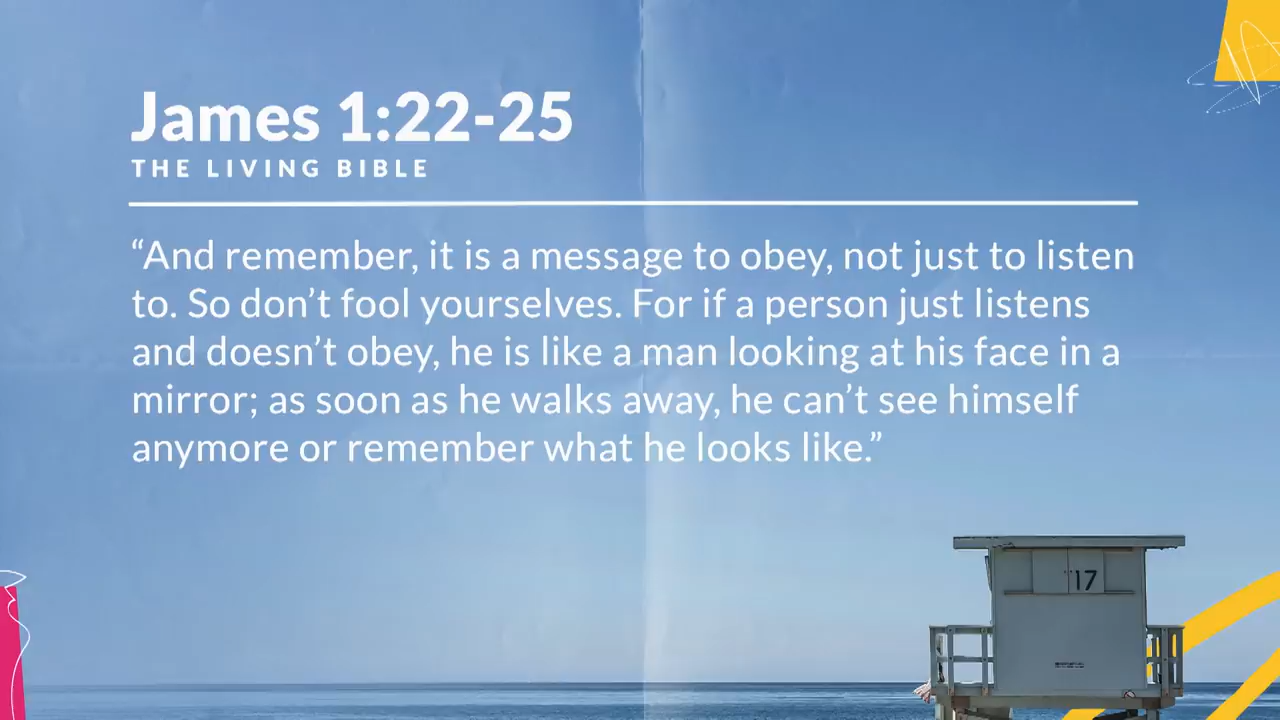 James 1:22-25
THE LIVING BIBLE
“And remember, it is a message to obey, not just to listen
to. So don’t fool yourselves. For if a person just listens
and doesn’t obey, he is like a man looking at his face in a
mirror; as soon as he walks away, he can’t see himself
anymore or remember what he looks like.”
17